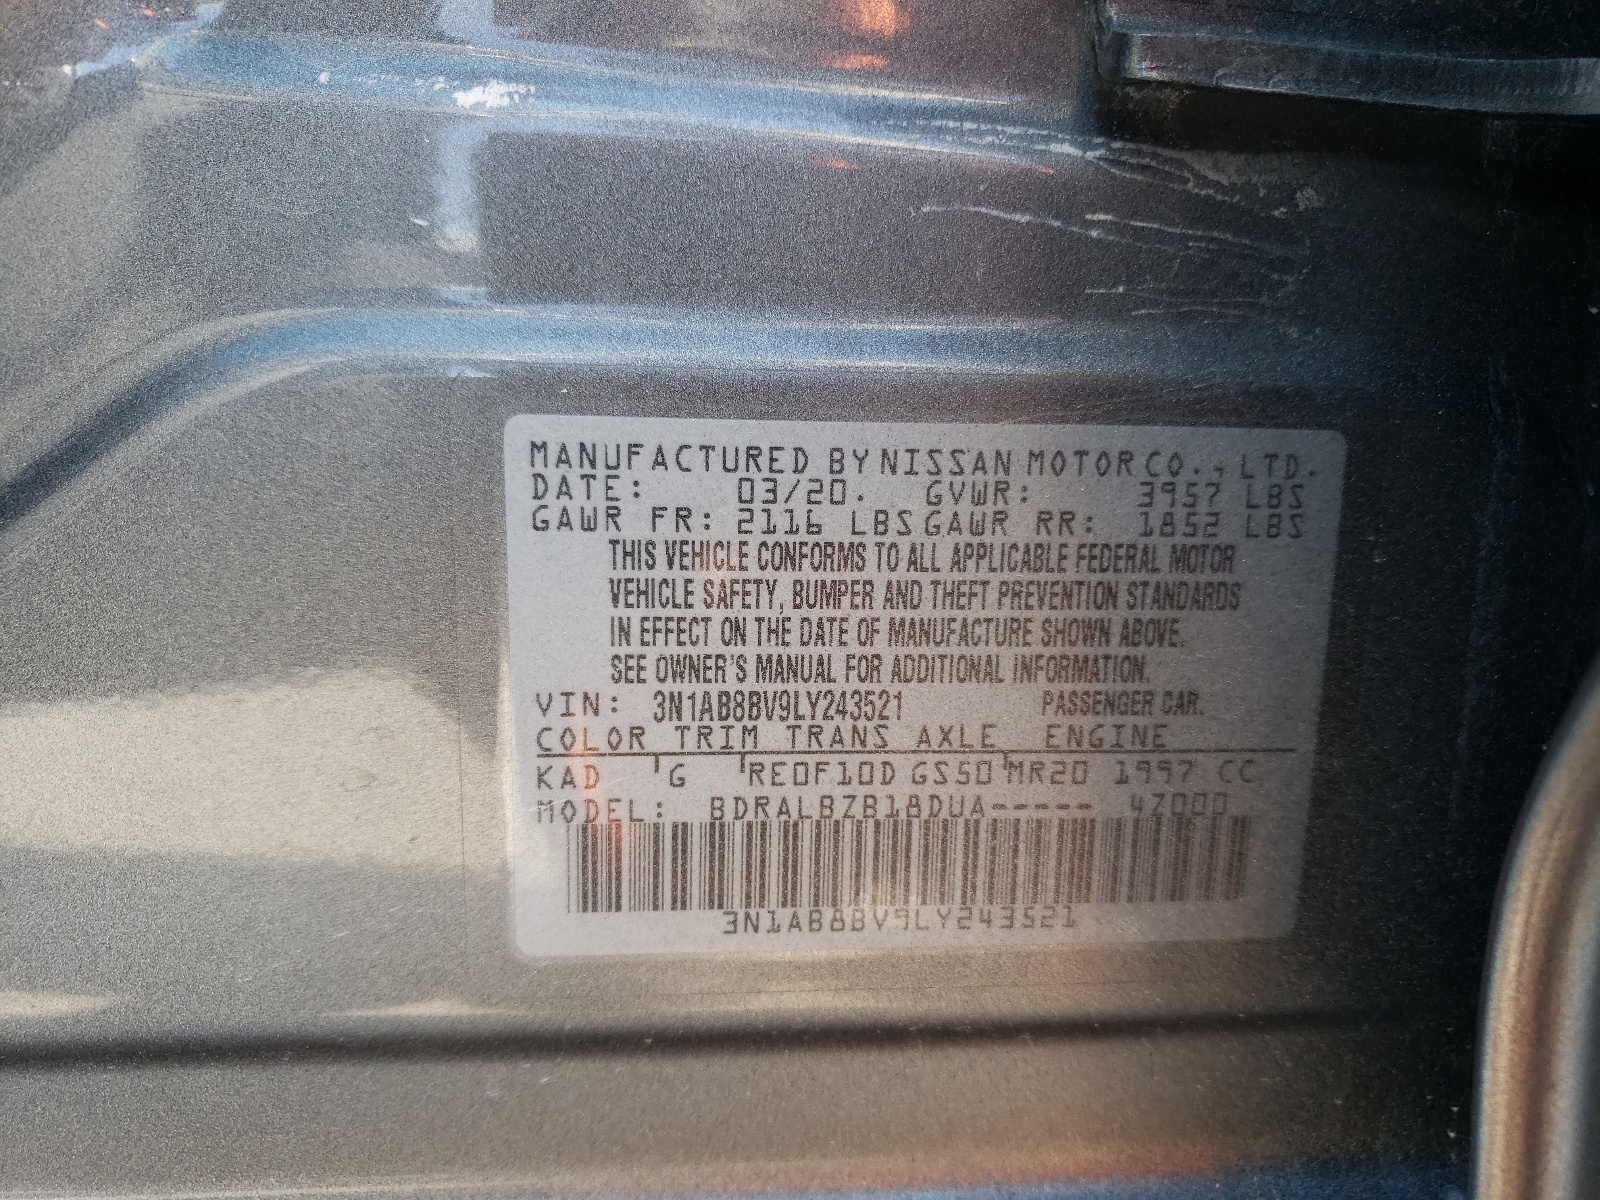 MANUFACTURED BY NISSAN MOTOR CO., LTD.
DATE: 03/20. GVWR: 3957 LBS
GAWR FR: 2116 LBS GAWR RR: 1852 LBS
THIS VEHICLE CONFORMS TO ALL APPLICABLE FEDERAL MOTOR
VEHICLE SAFETY, BUMPER AND THEFT PREVENTION STANDARDS
IN EFFECT ON THE DATE OF MANUFACTURE SHOWN ABOVE.
SEE OWNER'S MANUAL FOR ADDITIONAL INFORMATION.
VIN: 3N1AB8BV9LY243521 PASSENGER CAR.
COLOR TRIM TRANS AXLE ENGINE
KAD G RE0F10D GS50 MR20 1997 CC
MODEL: BDRALBZB18DUA----- 4Z000
3N1AB8BV9LY243521